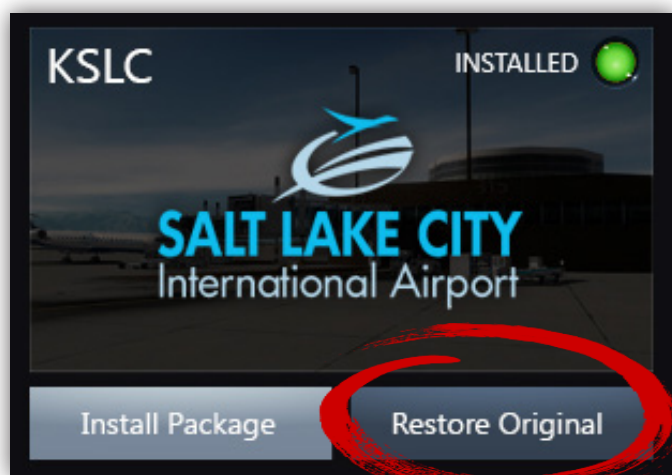 KSLC
INSTALLED
SALT LAKE CITY
International Airport
Install Package
Restore Original